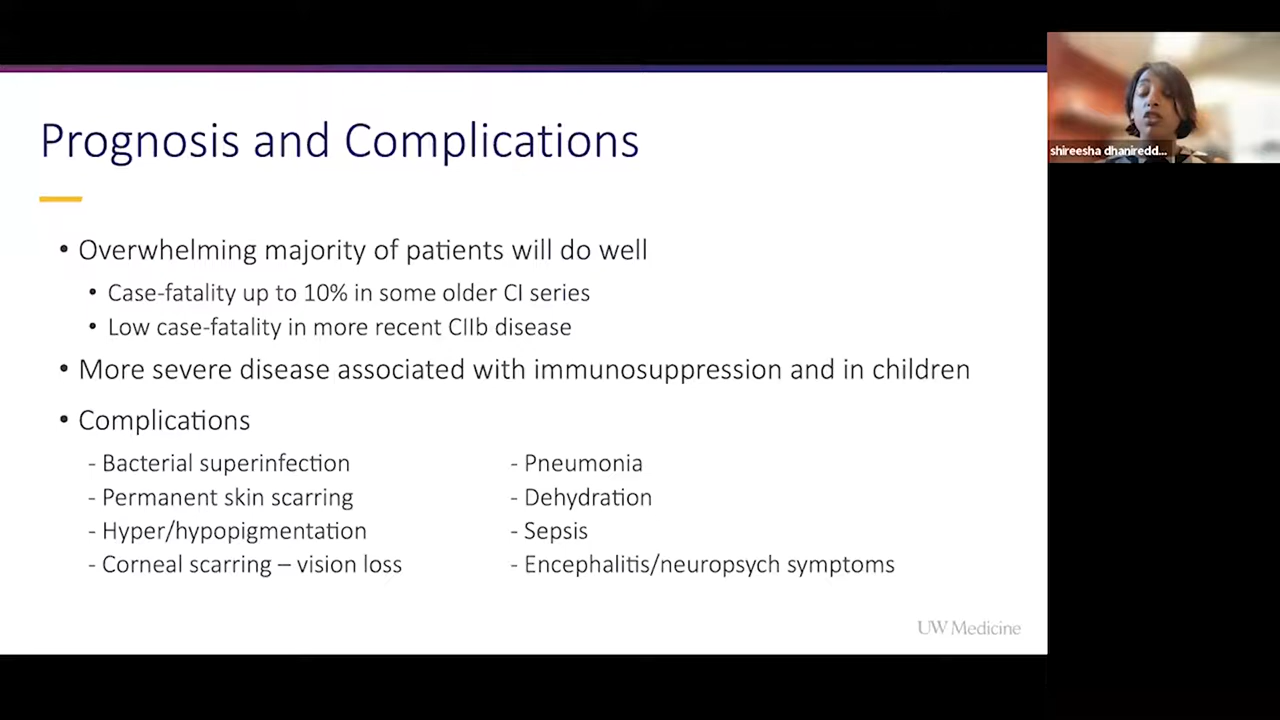 Prognosis and Complications
• Overwhelming majority of patients will do well
• Case-fatality up to 10% in some older CI series
• Low case-fatality in more recent CIIb disease
• More severe disease associated with immunosuppression and in children
• Complications
- Bacterial superinfection
- Permanent skin scarring
- Hyper/hypopigmentation
- Corneal scarring – vision loss
- Pneumonia
- Dehydration
- Sepsis
- Encephalitis/neuropsych symptoms
UW Medicine
shireesha dhaniredd...